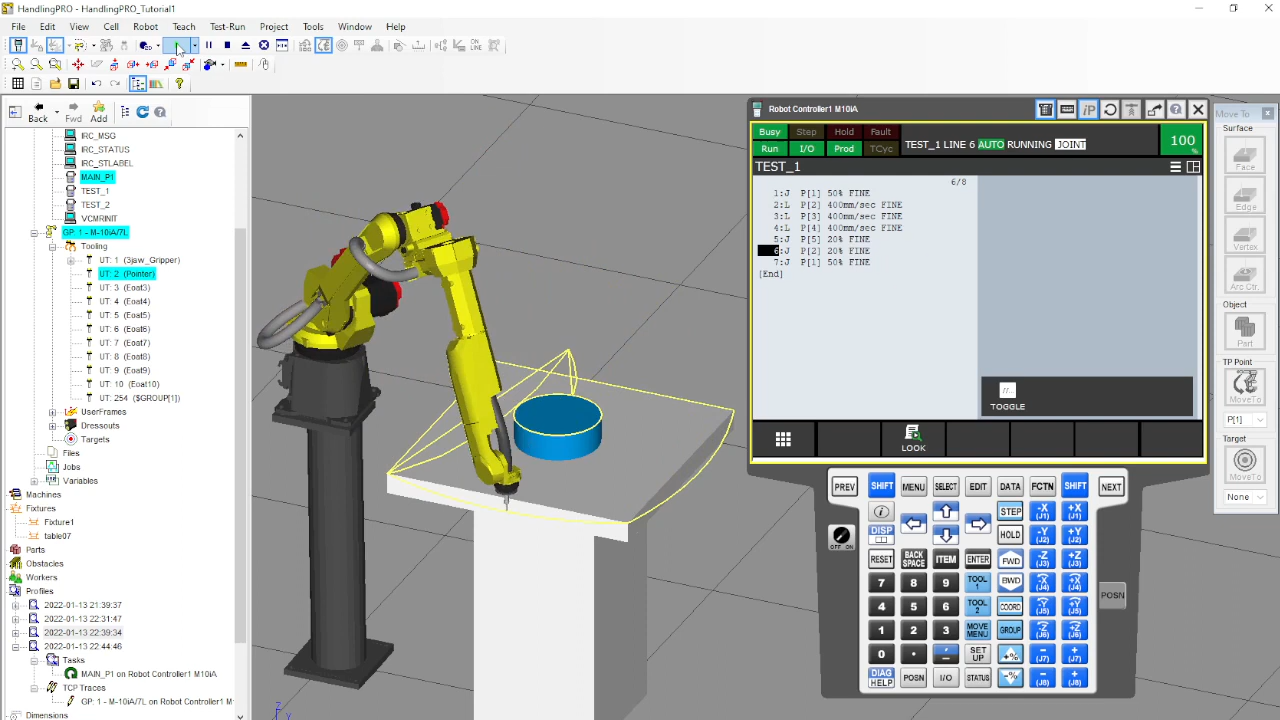 HandlingPRO - HandlingPRO_Tutorial1
File Edit View Cell Robot Teach Test-Run Project Tools Window Help
ON LINE
Back Fwd Add
IRC_MSG
IRC_STATUS
IRC_STLABEL
MAIN_P1
TEST_1
TEST_2
VCMRINIT
GP: 1 - M-10iA/7L
Tooling
UT: 1 (3jaw_Gripper)
UT: 2 (Pointer)
UT: 3 (Eoat3)
UT: 4 (Eoat4)
UT: 5 (Eoat5)
UT: 6 (Eoat6)
UT: 7 (Eoat7)
UT: 8 (Eoat8)
UT: 9 (Eoat9)
UT: 10 (Eoat10)
UT: 254 ($GROUP[1])
UserFrames
Dressouts
Targets
Files
Jobs
Variables
Machines
Fixtures
Fixture1
table07
Parts
Obstacles
Workers
Profiles
2022-01-13 21:39:37
2022-01-13 22:31:47
2022-01-13 22:39:34
2022-01-13 22:44:46
Tasks
MAIN_P1 on Robot Controller1 M10iA
TCP Traces
GP: 1 - M-10iA/7L on Robot Controller1 M
Dimensions
Z
Y
Robot Controller1 M10iA
iP
Busy Step Hold Fault
Run I/O Prod TCyc
TEST_1 LINE 6 AUTO RUNNING JOINT
100 %
TEST_1
6/8
1:J P[1] 50% FINE
2:L P[2] 400mm/sec FINE
3:L P[3] 400mm/sec FINE
4:L P[4] 400mm/sec FINE
5:J P[5] 20% FINE
6:J P[2] 20% FINE
7:J P[1] 50% FINE
[End]
TOGGLE
LOOK
PREV SHIFT MENU SELECT EDIT DATA FCTN SHIFT NEXT
i STEP -X (J1) +X (J1)
DISP HOLD -Y (J2) +Y (J2)
OFF ON
RESET BACK SPACE ITEM ENTER FWD -Z (J3) +Z (J3)
7 8 9 TOOL 1 BWD -X (J4) +X (J4)
4 5 6 TOOL 2 COORD -Y (J5) +Y (J5)
1 2 3 MOVE MENU GROUP -Z (J6) +Z (J6)
0 . SET UP +% - (J7) + (J7)
DIAG HELP POSN I/O STATUS -% - (J8) + (J8)
POSN
Move To
Surface
Face
Edge
Vertex
Arc Ctr.
Object
Part
TP Point
MoveTo
P[1]
Target
MoveTo
None